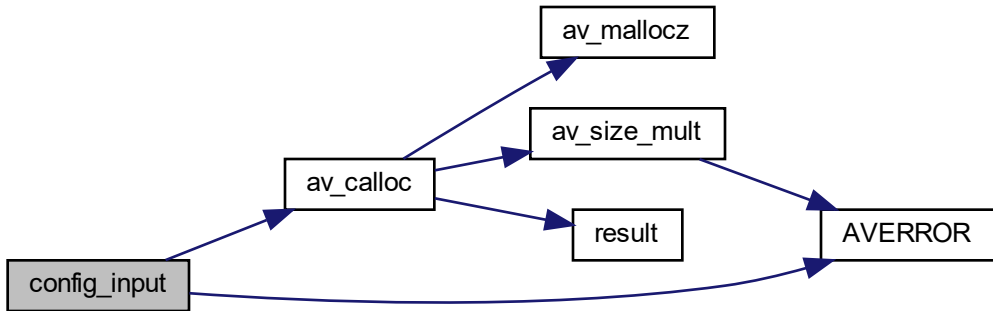 av_mallocz
av_size_mult
av_calloc
result
AVERROR
config_input